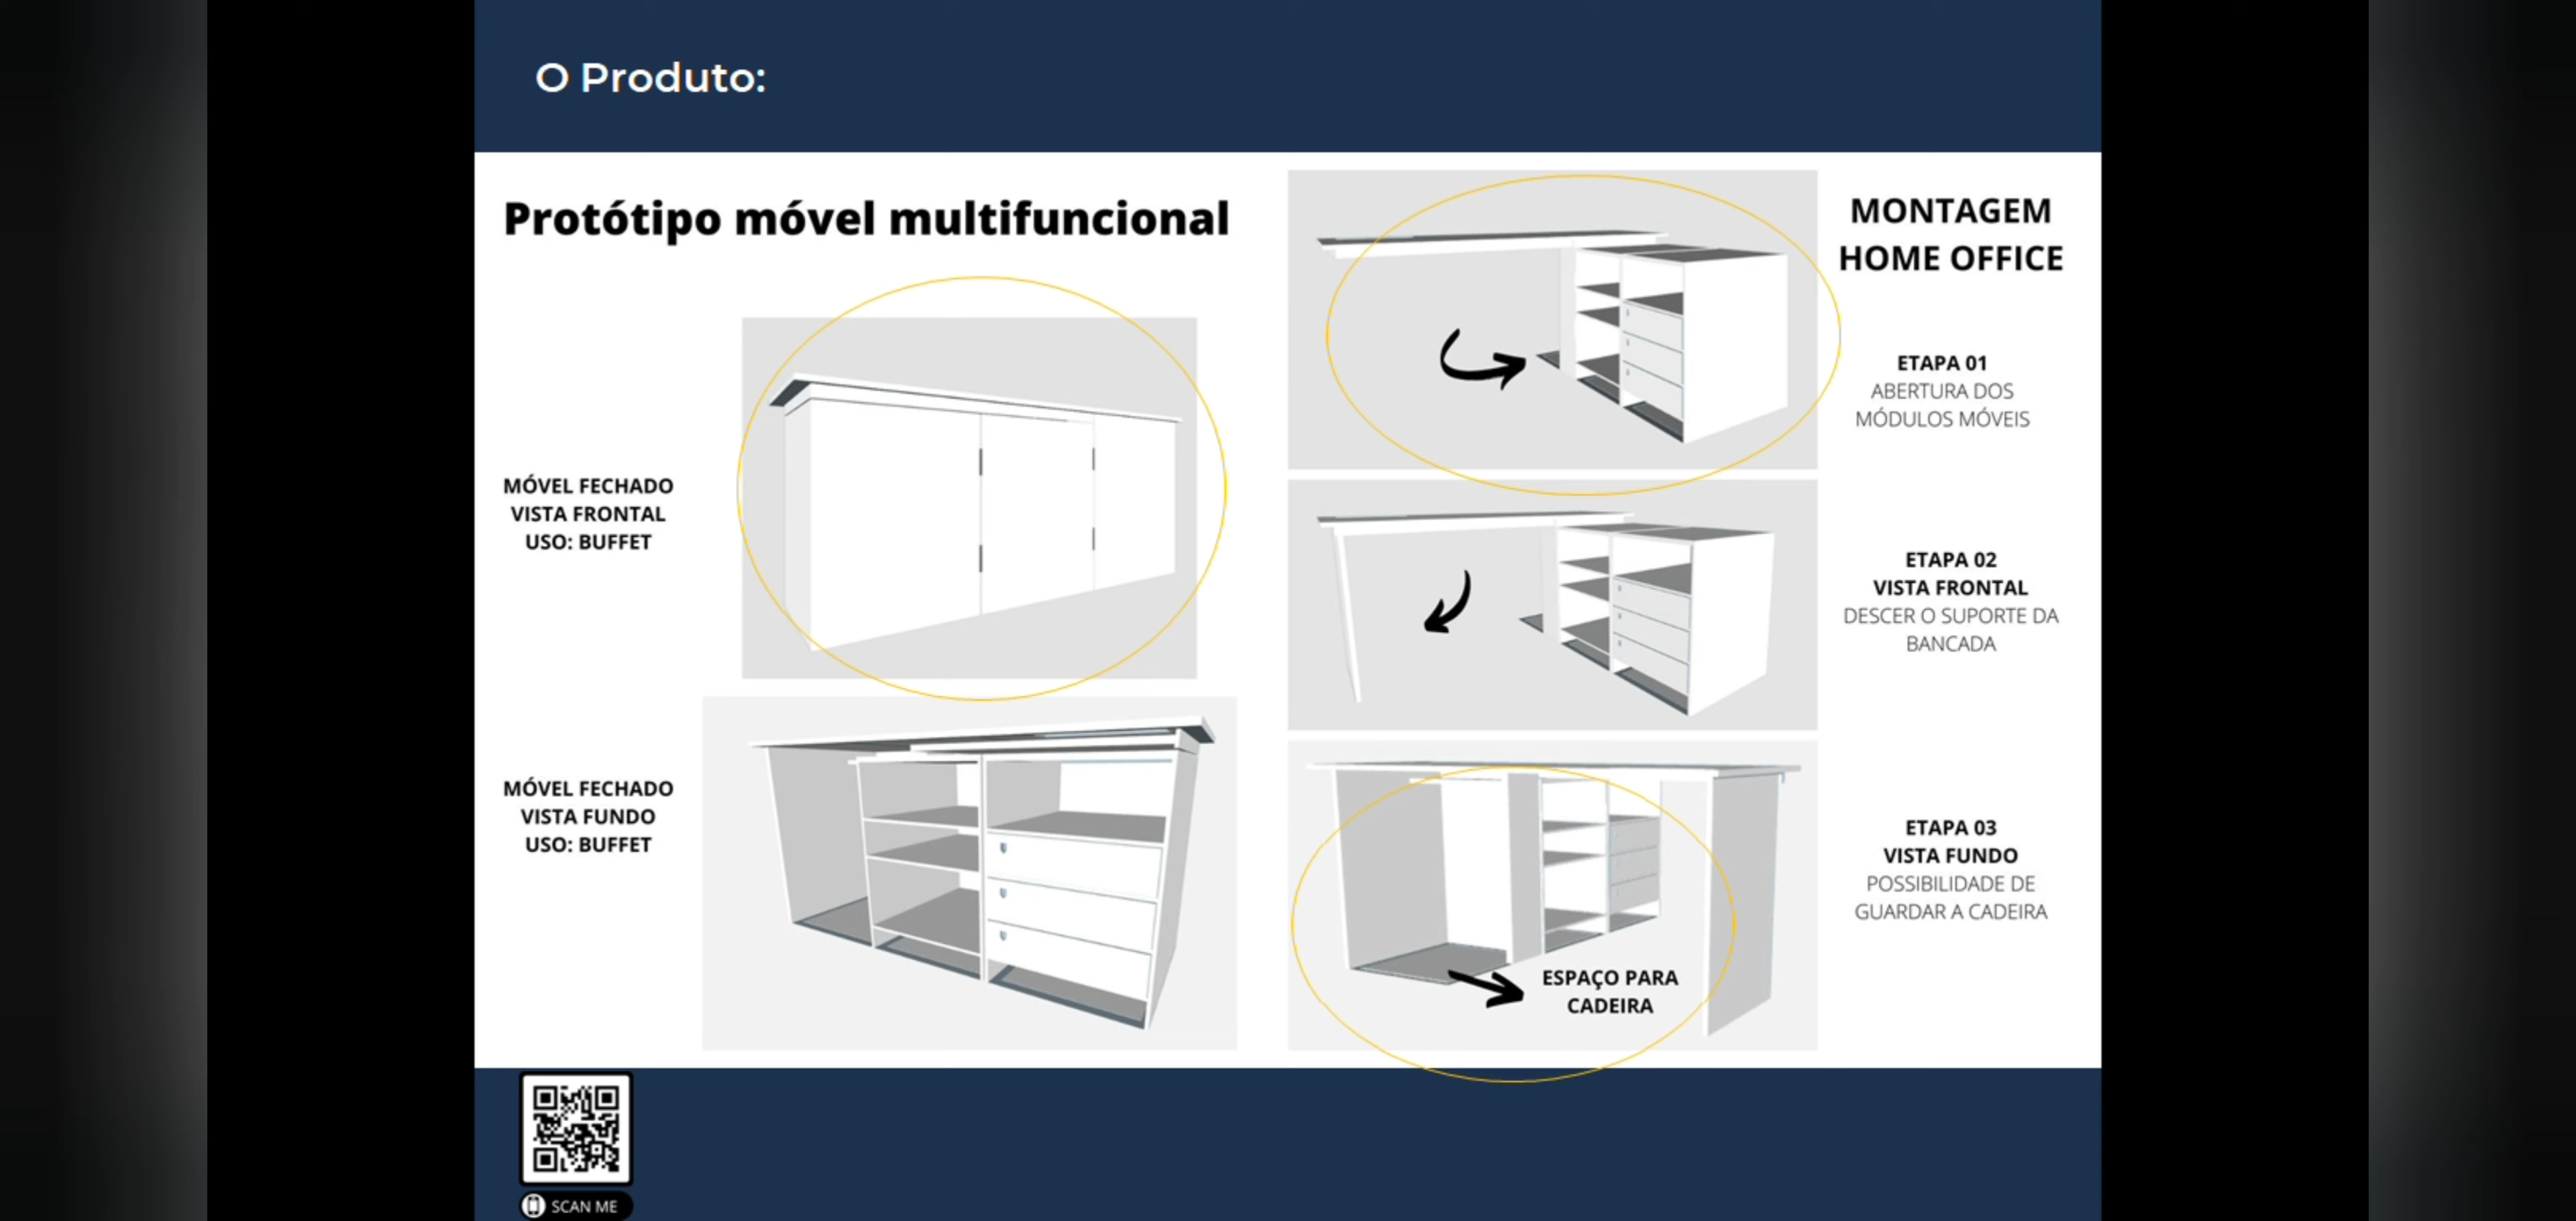 O Produto:
Protótipo móvel multifuncional
MÓVEL FECHADO
VISTA FRONTAL
USO: BUFFET
MÓVEL FECHADO
VISTA FUNDO
USO: BUFFET
MONTAGEM
HOME OFFICE
ETAPA 01
ABERTURA DOS
MÓDULOS MÓVEIS
ETAPA 02
VISTA FRONTAL
DESCER O SUPORTE DA
BANCADA
ETAPA 03
VISTA FUNDO
POSSIBILIDADE DE
GUARDAR A CADEIRA
ESPAÇO PARA
CADEIRA
SCAN ME